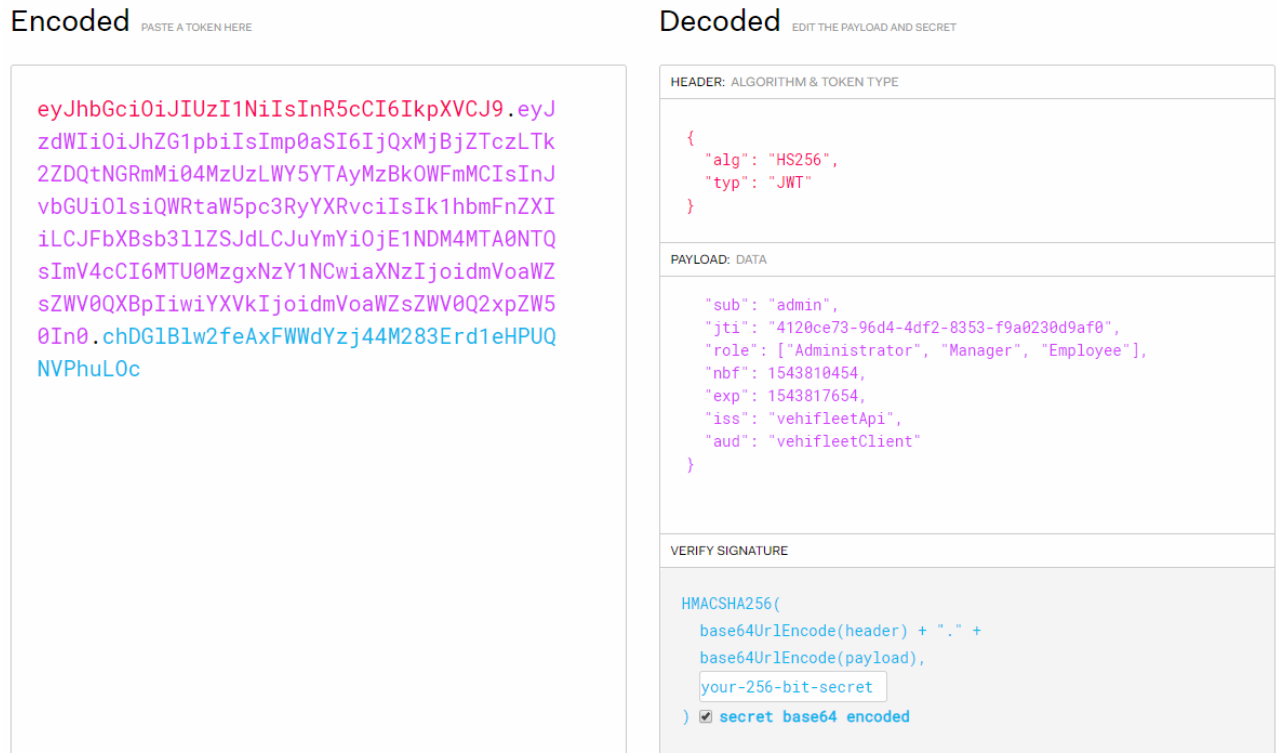 Encoded PASTE A TOKEN HERE
eyJhbGciOiJIUzI1NiIsInR5cCI6IkpXVCJ9.eyJ
zdWIiOiJhZG1pbiIsImp0aSI6IjQxMjBjZTczLTk
2ZDQtNGRmMi04MzUzLWY5YTAyMzBkOWFmMCIsInJ
vbGUiOlsiQWRtaW5pc3RyYXRvciIsIk1hbmFnZXI
iLCJFbXBsb3llZSJdLCJuYmYiOjE1NDM4MTA0NTQ
sImV4cCI6MTU0MzgxNzY1NCwiaXNzIjoidmVoaWZ
sZWV0QXBpIiwiYXVkIjoidmVoaWZsZWV0Q2xpZW5
0In0.chDGlBlw2feAxFWWdYzj44M283Erd1eHPUQ
NVPhuLOc
Decoded EDIT THE PAYLOAD AND SECRET
HEADER: ALGORITHM & TOKEN TYPE
{
"alg": "HS256",
"typ": "JWT"
}
PAYLOAD: DATA
"sub": "admin",
"jti": "4120ce73-96d4-4df2-8353-f9a0230d9af0",
"role": ["Administrator", "Manager", "Employee"],
"nbf": 1543810454,
"exp": 1543817654,
"iss": "vehifleetApi",
"aud": "vehifleetClient"
}
VERIFY SIGNATURE
HMACSHA256(
base64UrlEncode(header) + "." +
base64UrlEncode(payload),
your-256-bit-secret
) secret base64 encoded